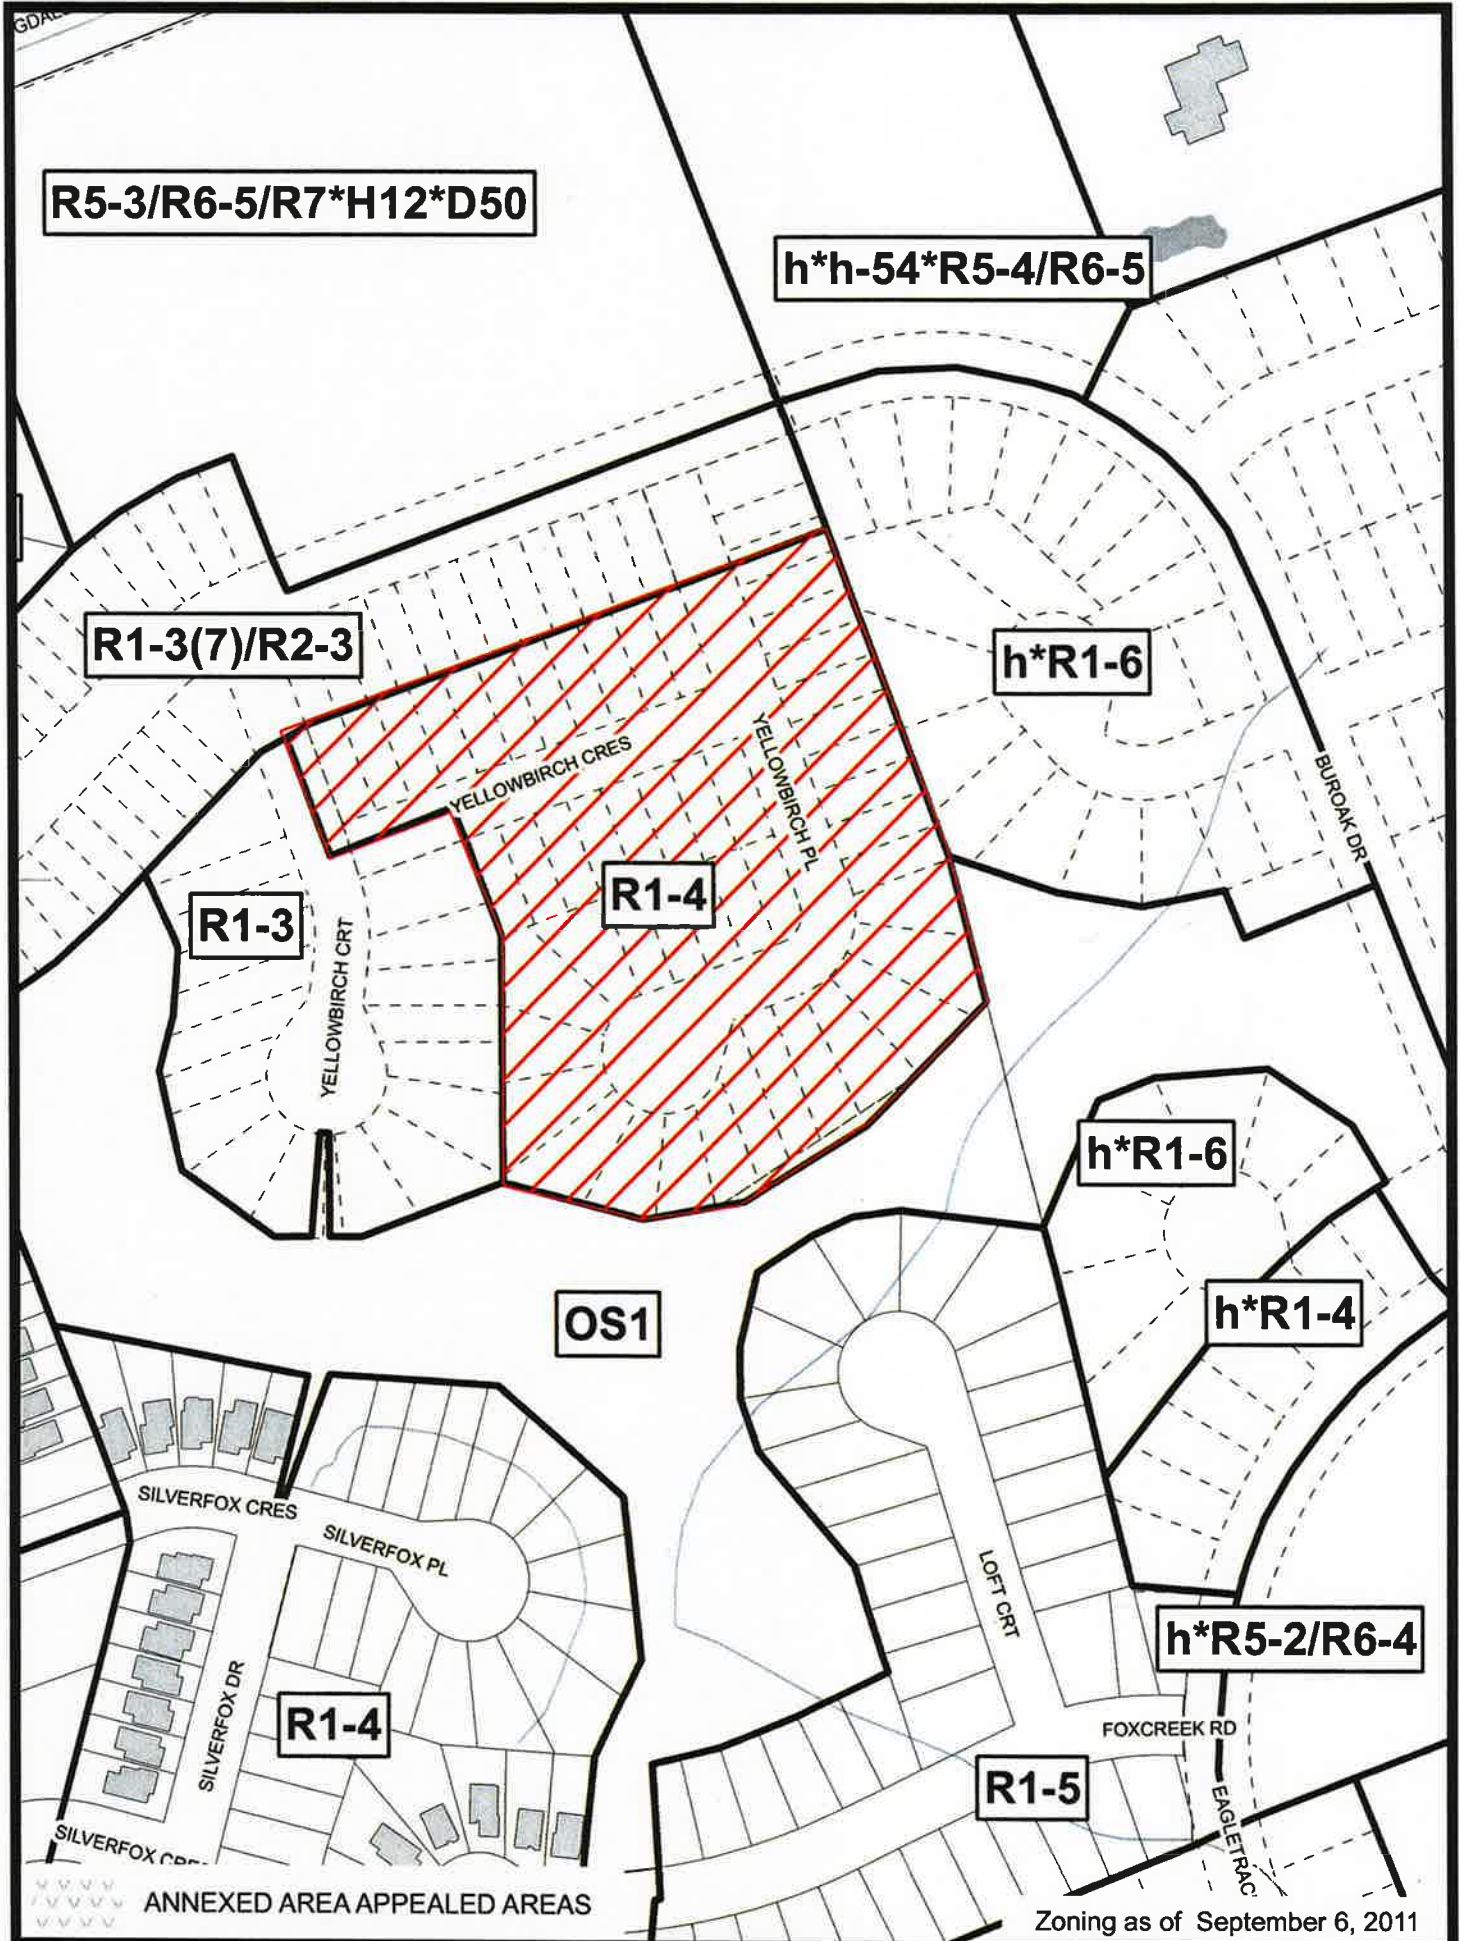 R5-3/R6-5/R7*H12*D50
h*h-54*R5-4/R6-5
R1-3(7)/R2-3
h*R1-6
YELLOWBIRCH CRES
YELLOWBIRCH PL
BUROAK DR
R1-4
R1-3
YELLOWBIRCH CRT
h*R1-6
h*R1-4
OS1
SILVERFOX CRES
SILVERFOX PL
LOFT CRT
h*R5-2/R6-4
SILVERFOX DR
R1-4
FOXCREEK RD
R1-5
EAGLETRAC
SILVERFOX CRE
ANNEXED AREA APPEALED AREAS
Zoning as of September 6, 2011